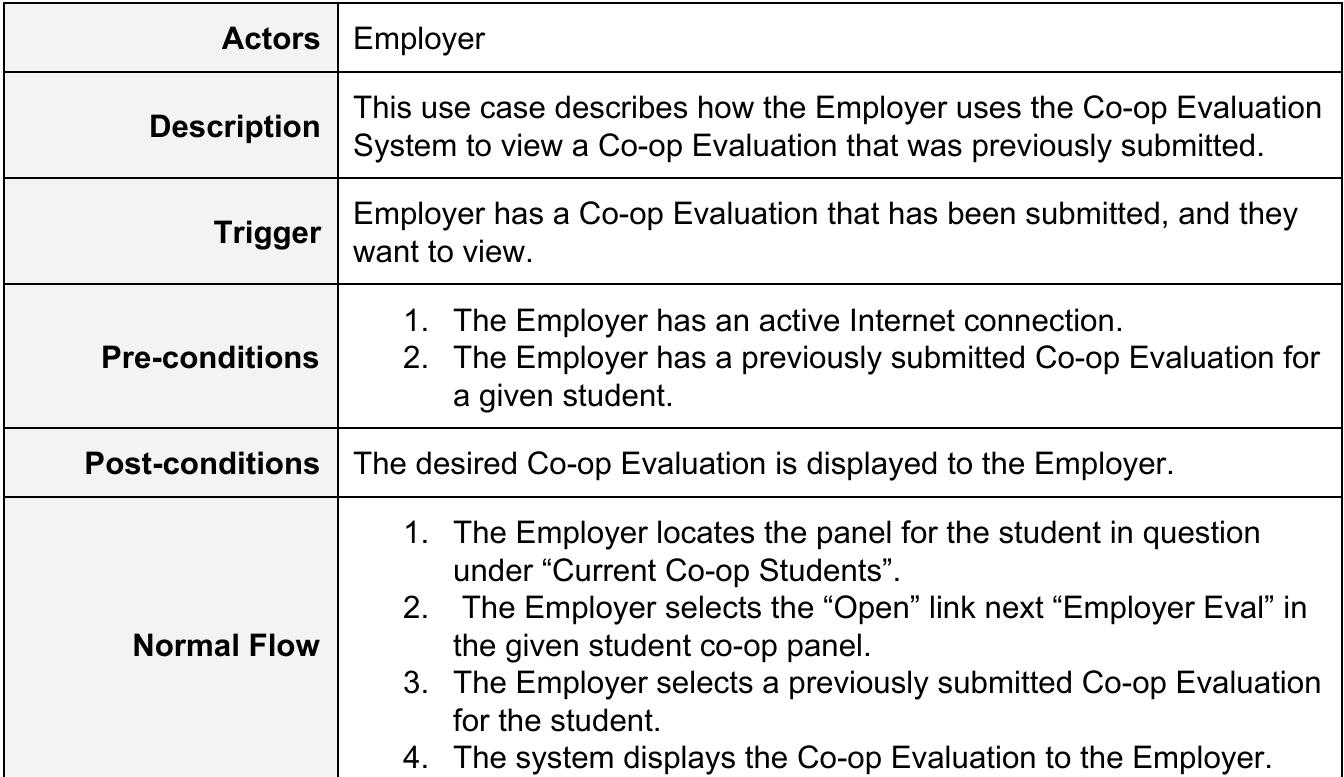 Actors
Employer
Description
This use case describes how the Employer uses the Co-op Evaluation
System to view a Co-op Evaluation that was previously submitted.
Trigger
Employer has a Co-op Evaluation that has been submitted, and they
want to view.
Pre-conditions
1. The Employer has an active Internet connection.
2. The Employer has a previously submitted Co-op Evaluation for
a given student.
Post-conditions
The desired Co-op Evaluation is displayed to the Employer.
Normal Flow
1. The Employer locates the panel for the student in question
under “Current Co-op Students”.
2. The Employer selects the “Open” link next “Employer Eval” in
the given student co-op panel.
3. The Employer selects a previously submitted Co-op Evaluation
for the student.
4. The system displays the Co-op Evaluation to the Employer.